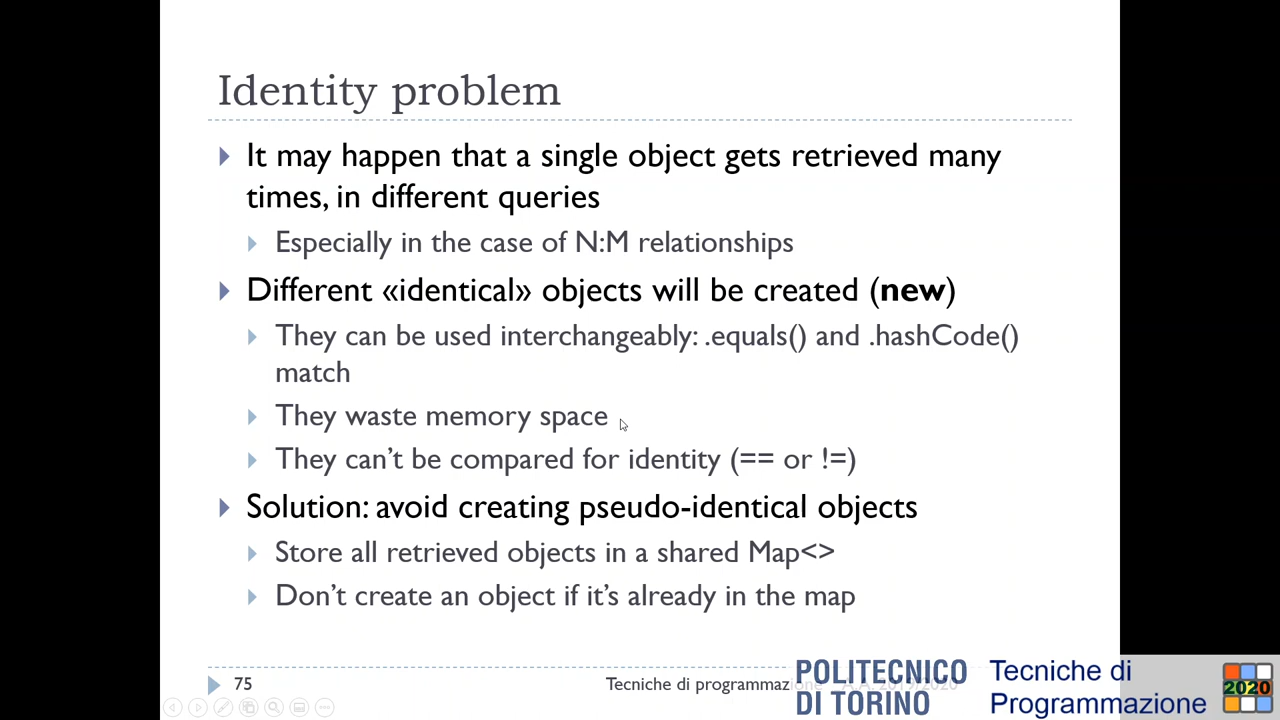 Identity problem
It may happen that a single object gets retrieved many
times, in different queries
Especially in the case of N:M relationships
Different «identical» objects will be created (new)
They can be used interchangeably: .equals() and .hashCode()
match
They waste memory space
They can't be compared for identity (== or !=)
Solution: avoid creating pseudo-identical objects
Store all retrieved objects in a shared Map<>
Don't create an object if it's already in the map
75
Tecniche di programmazione A.A. 2019/2020
POLITECNICO
DI TORINO
Tecniche di
Programmazione
2020